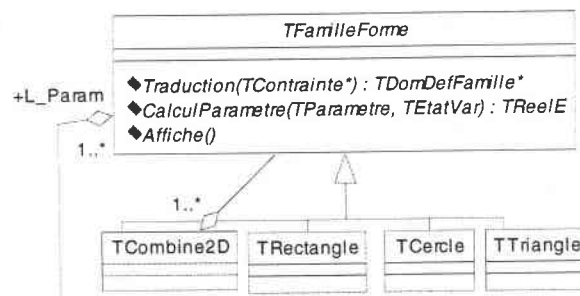 TFamilleForme
◆Traduction(TContrainte*) : TDomDefFamille*
+L_Param
◆CalculParametre(TParametre, TEtatVar) : TReelE
◆Affiche()
1..*
1..*
TCombine2D TRectangle TCercle TTriangle